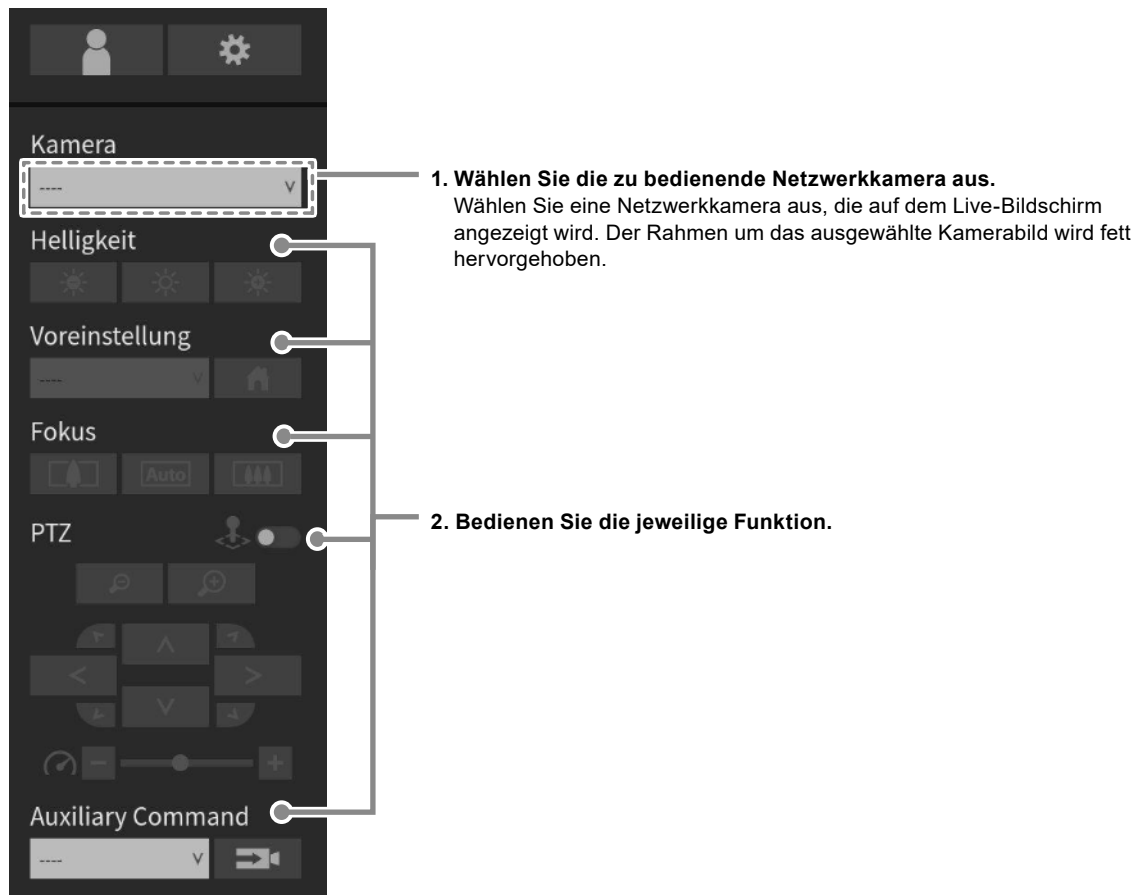 Kamera
----
1. Wählen Sie die zu bedienende Netzwerkkamera aus.
Wählen Sie eine Netzwerkkamera aus, die auf dem Live-Bildschirm
angezeigt wird. Der Rahmen um das ausgewählte Kamerabild wird fett
hervorgehoben.
Helligkeit
Voreinstellung
----
Fokus
Auto
2. Bedienen Sie die jeweilige Funktion.
PTZ
Auxiliary Command
----